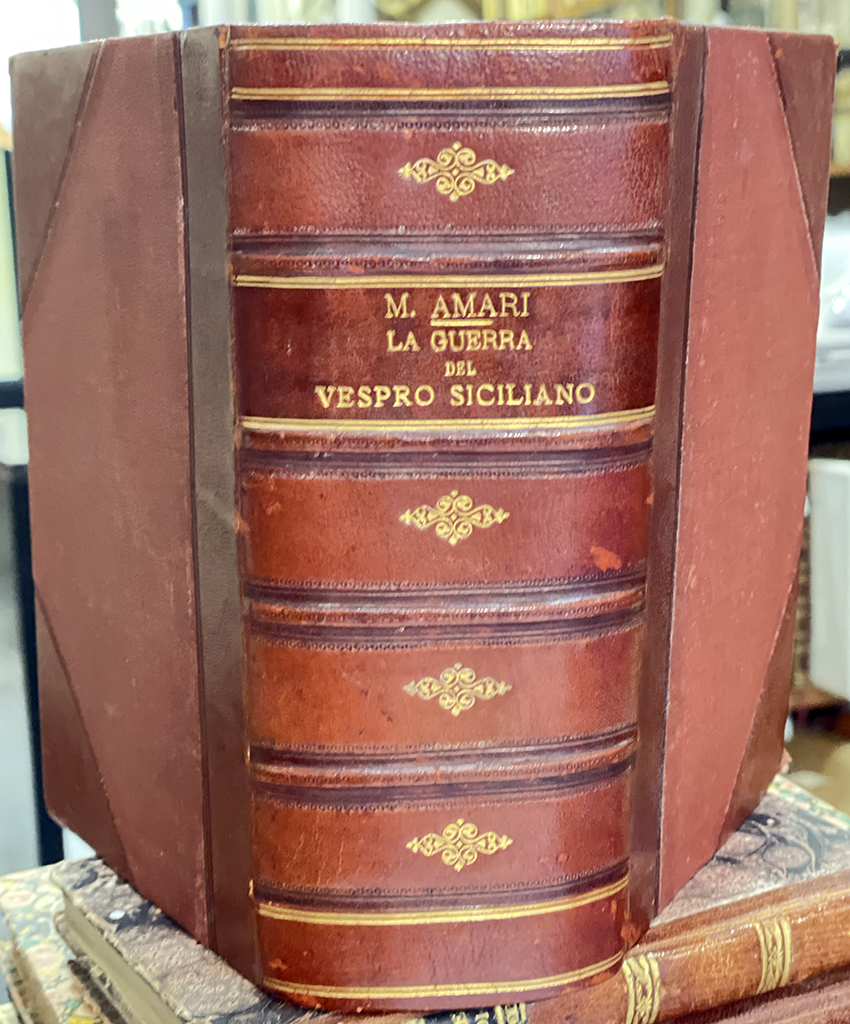 M. AMARI
LA GUERRA
DEL
VESPRO SICILIANO